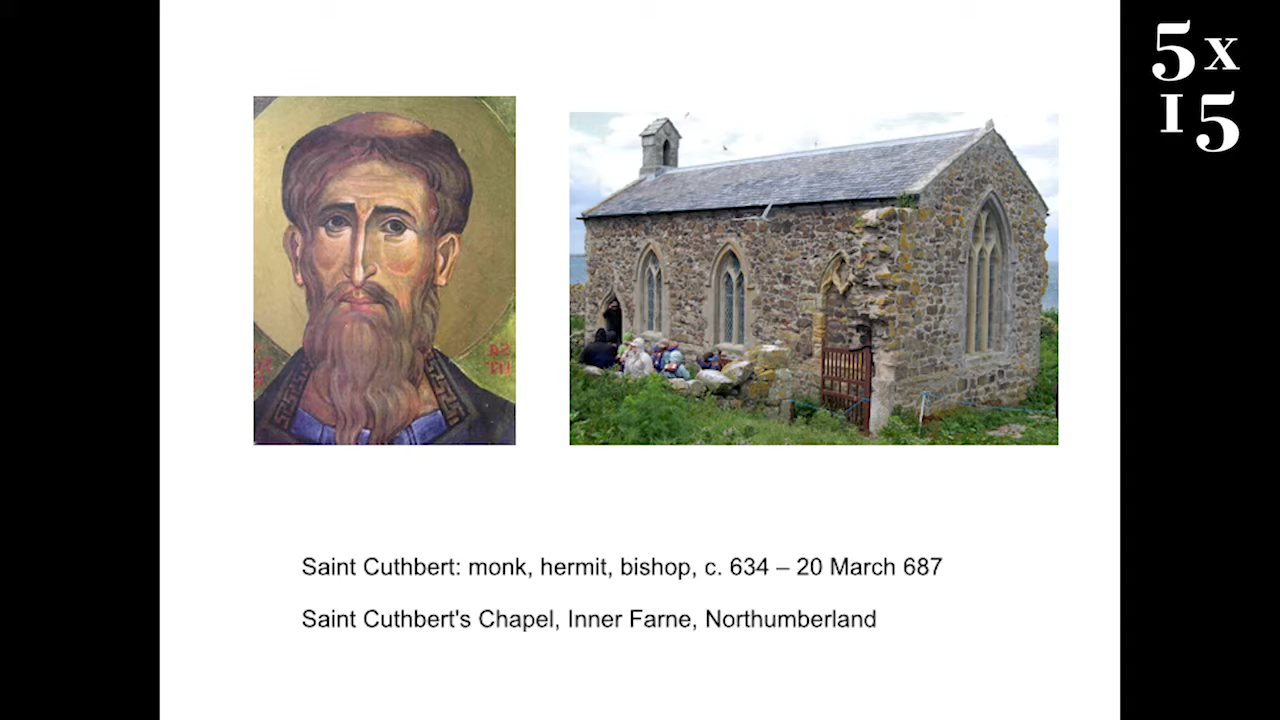 5x
15
Saint Cuthbert: monk, hermit, bishop, c. 634 – 20 March 687
Saint Cuthbert's Chapel, Inner Farne, Northumberland